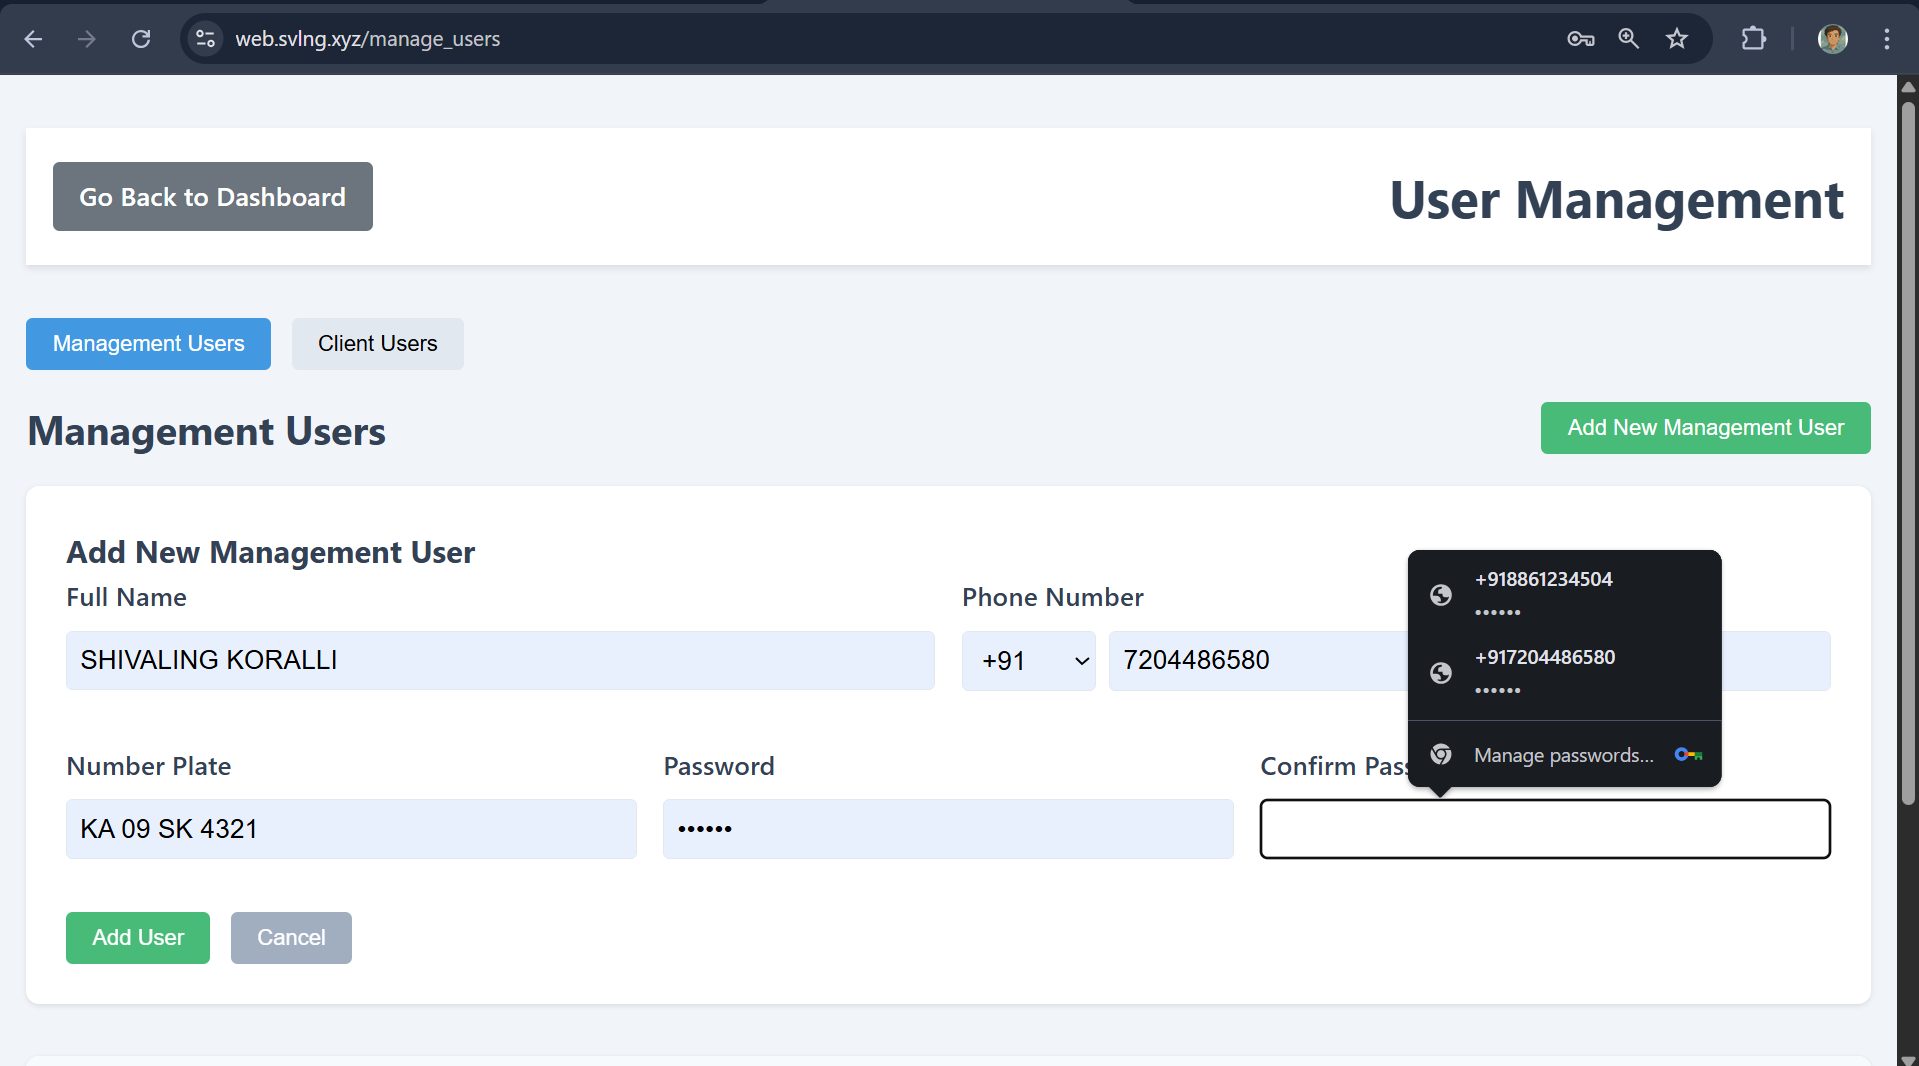 web.svlng.xyz/manage_users
Go Back to Dashboard
User Management
Management Users
Client Users
Management Users
Add New Management User
Add New Management User
Full Name
Phone Number
SHIVALING KORALLI
+91
7204486580
+918861234504
••••••
+917204486580
••••••
Manage passwords...
Number Plate
Password
Confirm Pass
KA 09 SK 4321
••••••
Add User
Cancel